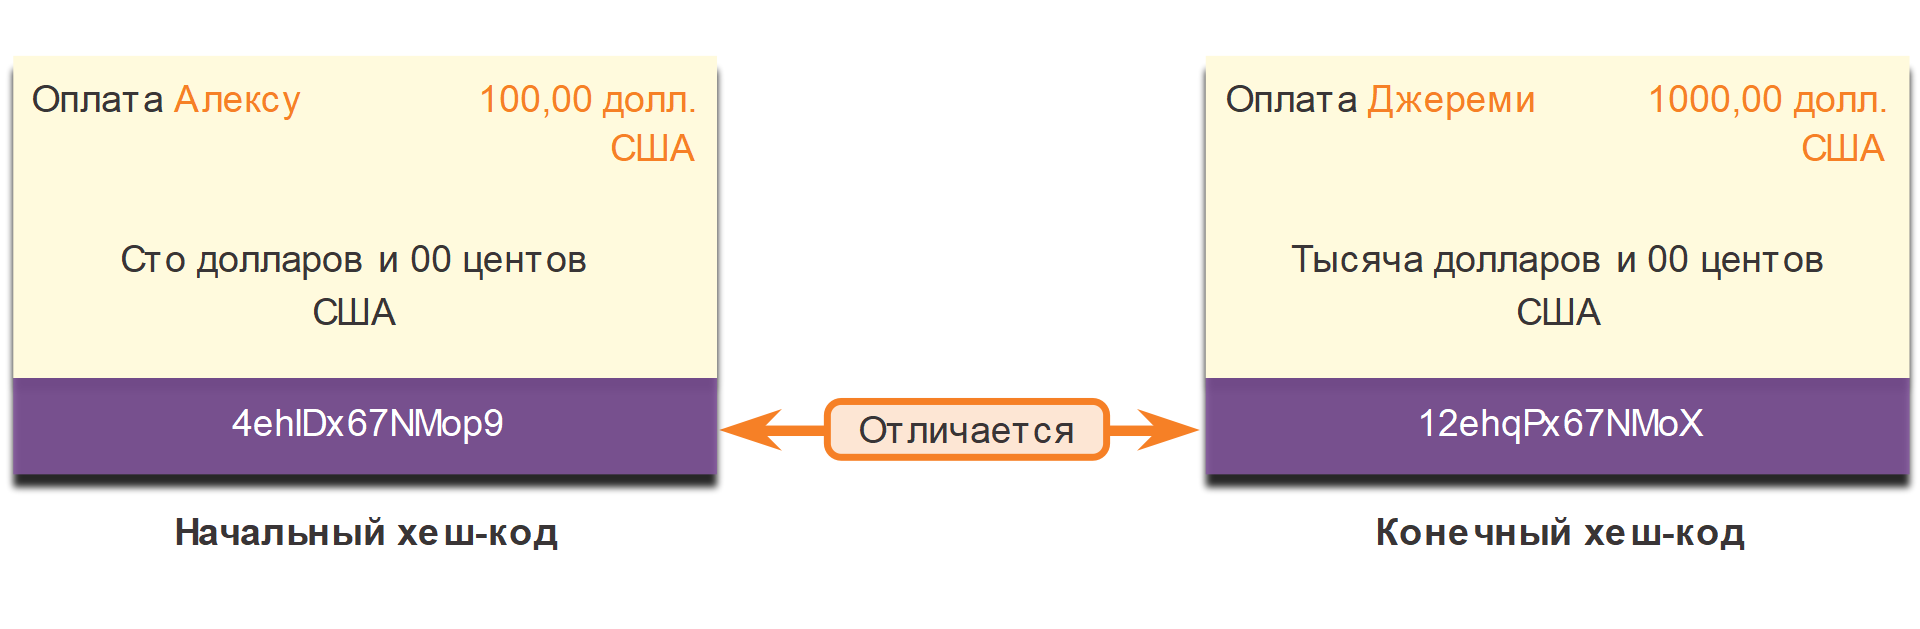 Оплата Алексу 100,00 долл.
США
Сто долларов и 00 центов
США
4ehIDx67NMop9
Начальный хеш-код
Отличается
Оплата Джереми 1000,00 долл.
США
Тысяча долларов и 00 центов
США
12ehqPx67NMoX
Конечный хеш-код